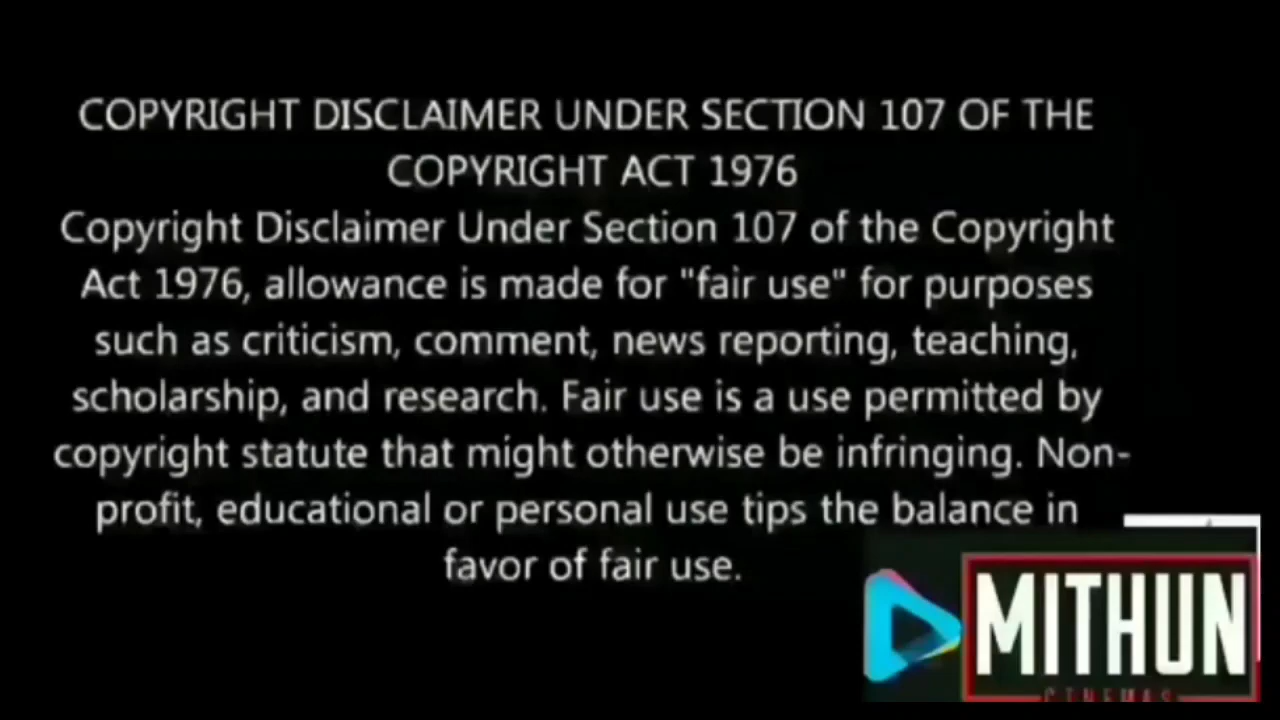 COPYRIGHT DISCLAIMER UNDER SECTION 107 OF THE
COPYRIGHT ACT 1976
Copyright Disclaimer Under Section 107 of the Copyright
Act 1976, allowance is made for "fair use" for purposes
such as criticism, comment, news reporting, teaching,
scholarship, and research. Fair use is a use permitted by
copyright statute that might otherwise be infringing. Non-
profit, educational or personal use tips the balance in
favor of fair use.
MITHUN
CINEMAS